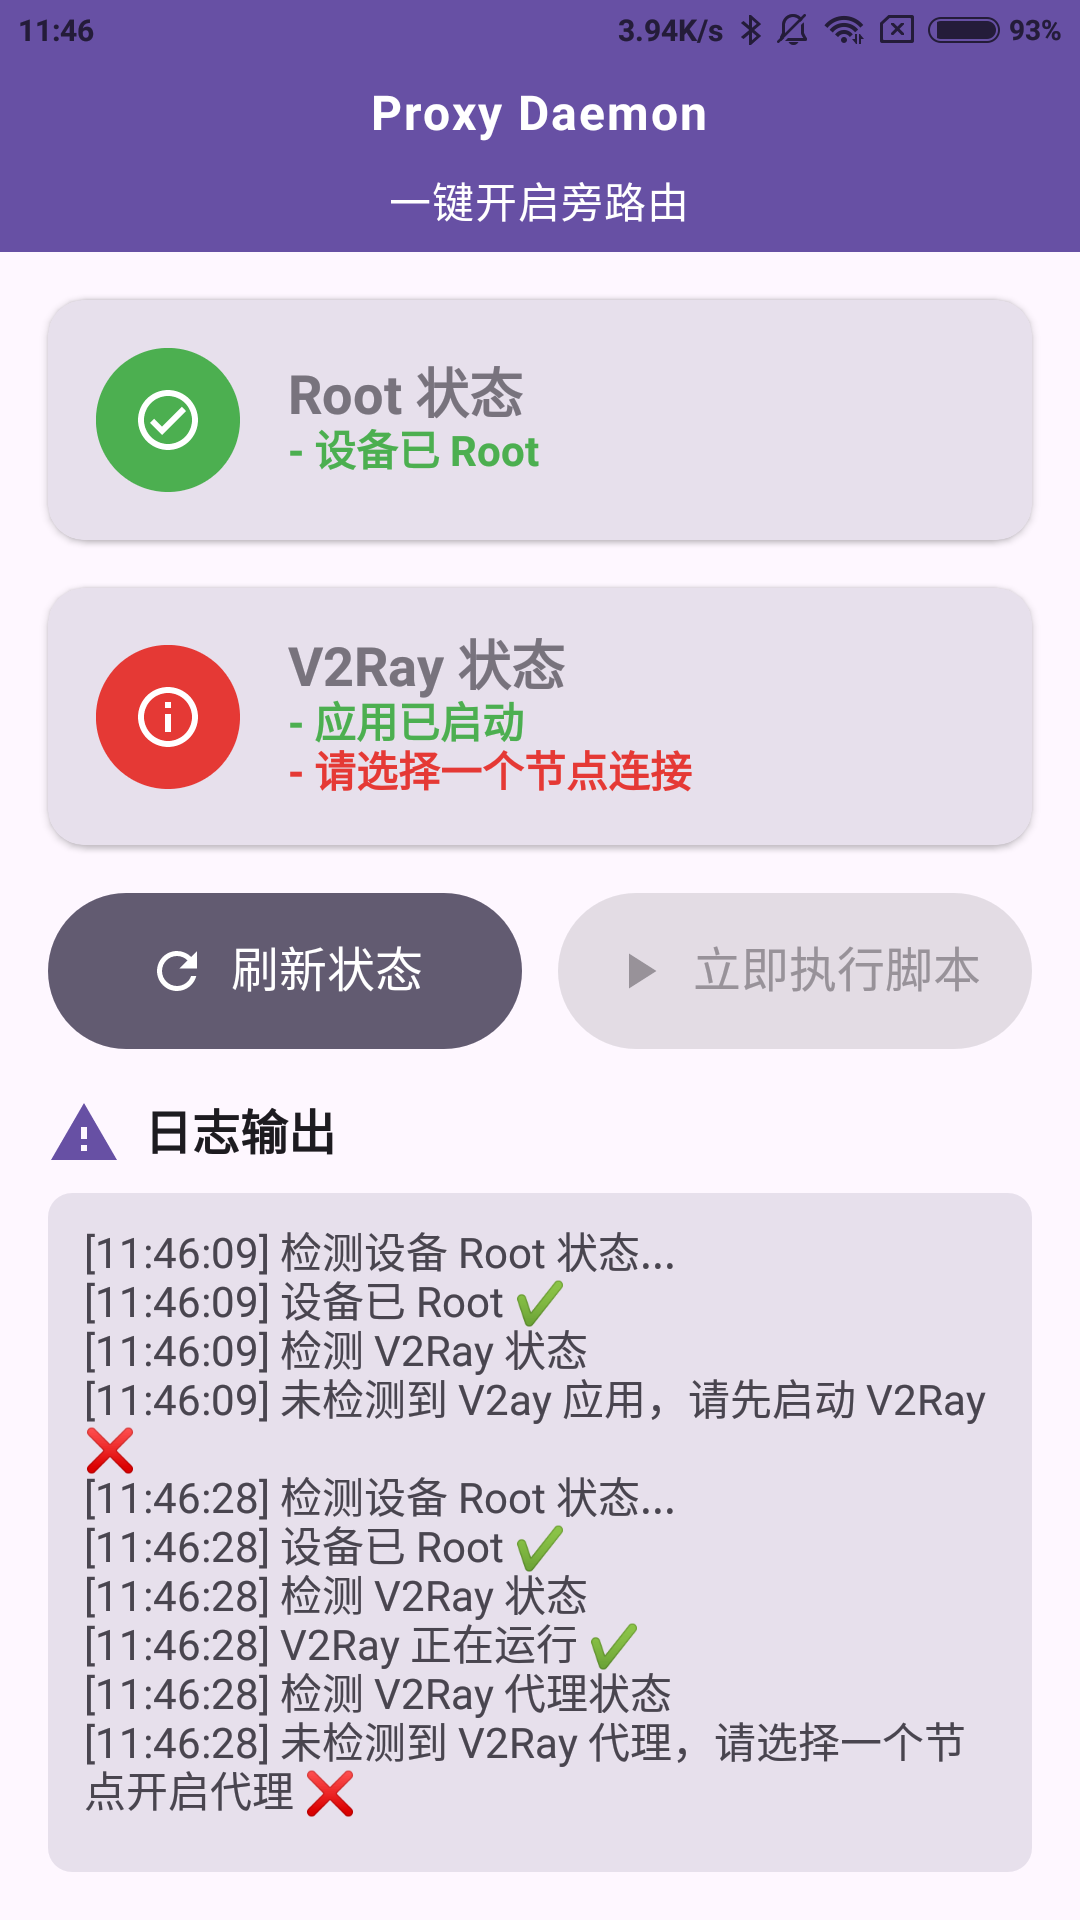 11:46
3.94K/s 93%
Proxy Daemon
一键开启旁路由
Root 状态
- 设备已 Root
V2Ray 状态
- 应用已启动
- 请选择一个节点连接
刷新状态
立即执行脚本
日志输出
[11:46:09] 检测设备 Root 状态...
[11:46:09] 设备已 Root ✔
[11:46:09] 检测 V2Ray 状态
[11:46:09] 未检测到 V2ay 应用，请先启动 V2Ray
❌
[11:46:28] 检测设备 Root 状态...
[11:46:28] 设备已 Root ✔
[11:46:28] 检测 V2Ray 状态
[11:46:28] V2Ray 正在运行 ✔
[11:46:28] 检测 V2Ray 代理状态
[11:46:28] 未检测到 V2Ray 代理，请选择一个节
点开启代理 ❌